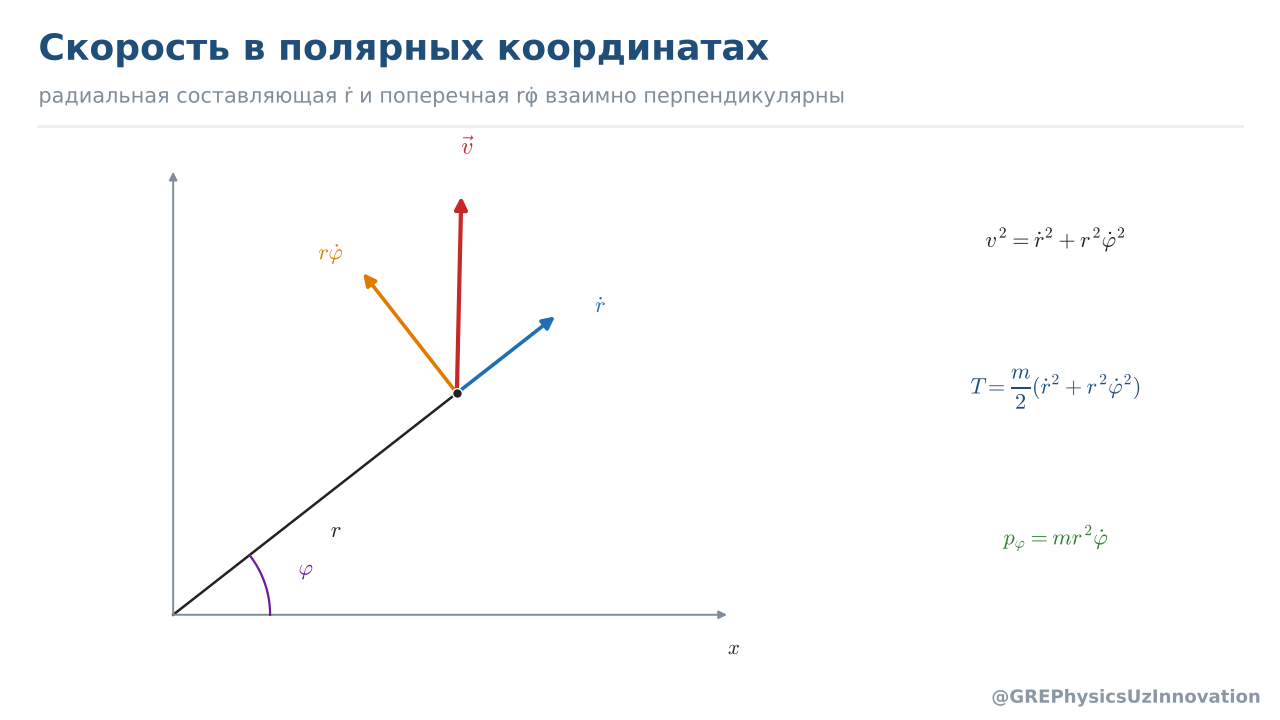 Скорость в полярных координатах
радиальная составляющая ṙ и поперечная rφ̇ взаимно перпендикулярны
v⃗
rφ̇
ṙ
r
φ
x
v² = ṙ² + r²φ̇²
T = m/2 (ṙ² + r²φ̇²)
p_φ = mr²φ̇
@GREPhysicsUzInnovation